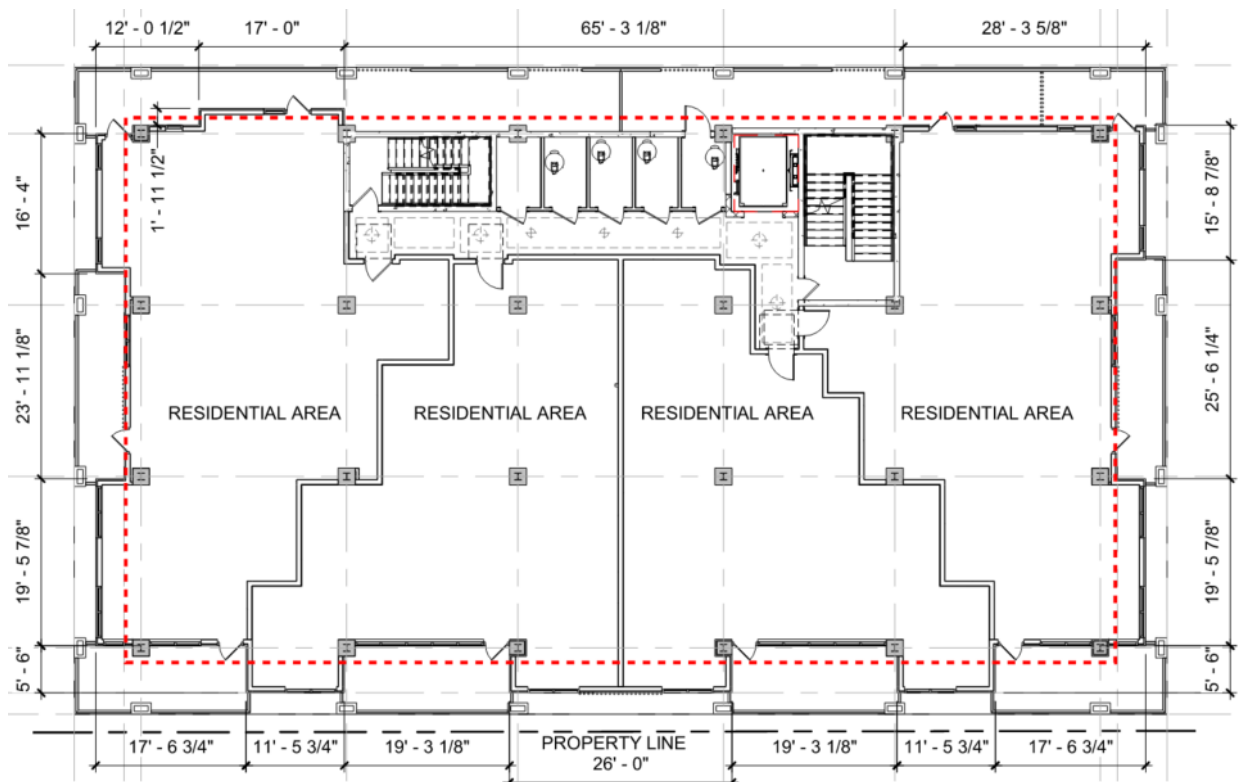 12' - 0 1/2"
17' - 0"
65' - 3 1/8"
28' - 3 5/8"
1' - 11 1/2"
16' - 4"
23' - 11 1/8"
19' - 5 7/8"
5' - 6"
15' - 8 7/8"
25' - 6 1/4"
19' - 5 7/8"
5' - 6"
RESIDENTIAL AREA
RESIDENTIAL AREA
RESIDENTIAL AREA
RESIDENTIAL AREA
17' - 6 3/4"
11' - 5 3/4"
19' - 3 1/8"
PROPERTY LINE
26' - 0"
19' - 3 1/8"
11' - 5 3/4"
17' - 6 3/4"